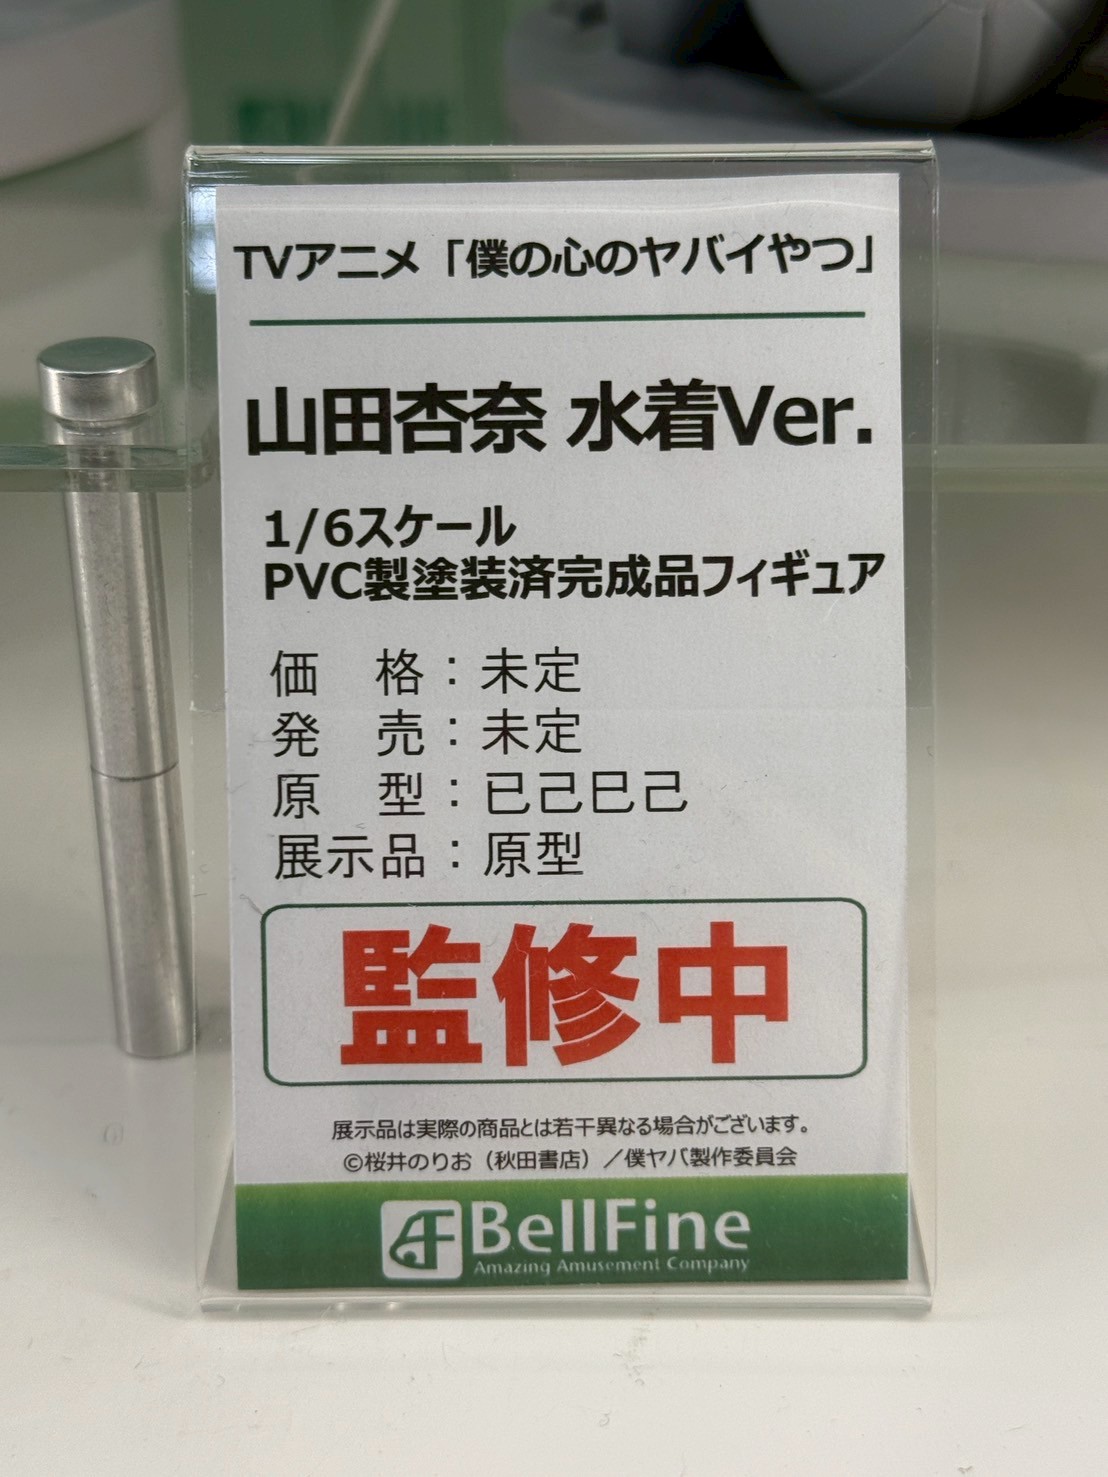 TVアニメ「僕の心のヤバイやつ」
山田杏奈 水着Ver.
1/6スケール
PVC製塗装済完成品フィギュア
価　格：未定
発　売：未定
原　型：已己巳己
展示品：原型
監修中
展示品は実際の商品とは若干異なる場合がございます。
©桜井のりお（秋田書店）／僕ヤバ製作委員会
BellFine
Amazing Amusement Company